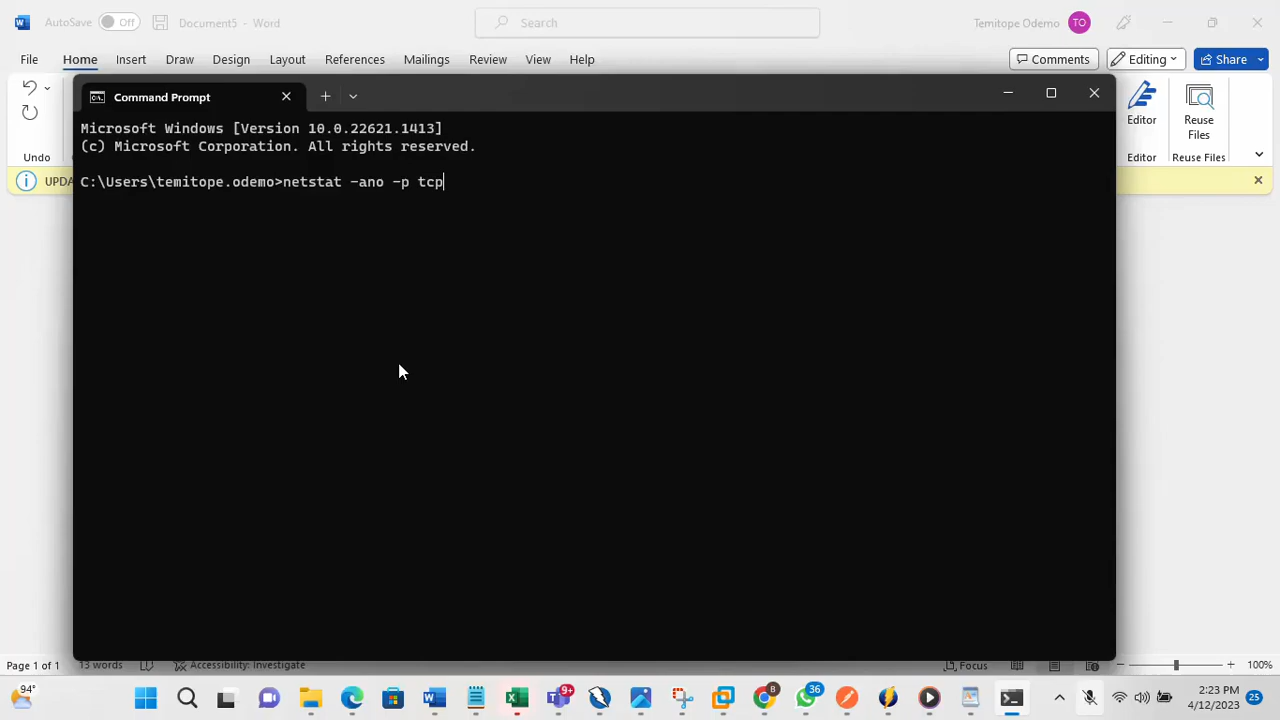 AutoSave Off Document5 - Word Search Temitope Odemo TO
File Home Insert Draw Design Layout References Mailings Review View Help Comments Editing Share
Command Prompt
Microsoft Windows [Version 10.0.22621.1413]
(c) Microsoft Corporation. All rights reserved.
C:\Users\temitope.odemo>netstat -ano -p tcp
Undo
Editor
Reuse
Files
Editor
Reuse Files
UPDA
Page 1 of 1 13 words Accessibility: Investigate Focus 100%
94°
9+
B
36
2:23 PM
4/12/2023
25